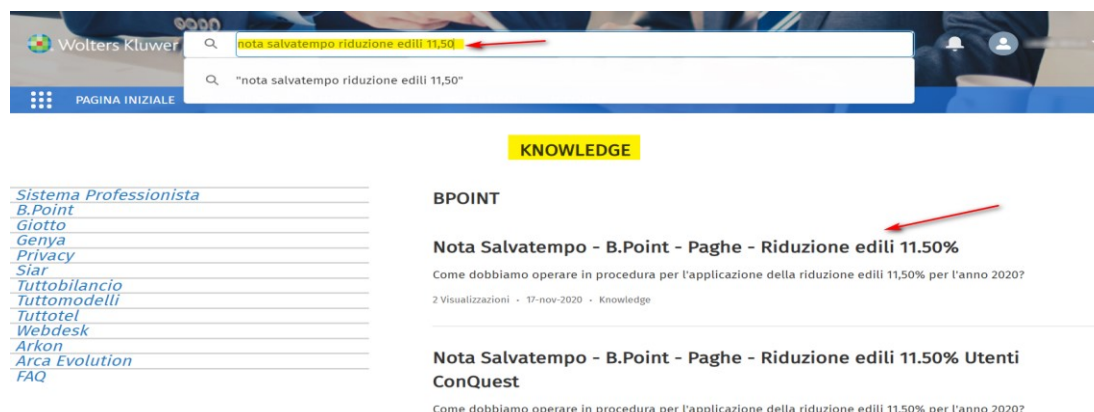 Wolters Kluwer
nota salvatempo riduzione edili 11,50
"nota salvatempo riduzione edili 11,50"
PAGINA INIZIALE
KNOWLEDGE
Sistema Professionista
B.Point
Giotto
Genya
Privacy
Siar
Tuttobilancio
Tuttomodelli
Tuttotel
Webdesk
Arkon
Arca Evolution
FAQ
BPOINT
Nota Salvatempo - B.Point - Paghe - Riduzione edili 11.50%
Come dobbiamo operare in procedura per l'applicazione della riduzione edili 11,50% per l'anno 2020?
2 Visualizzazioni • 17-nov-2020 • Knowledge
Nota Salvatempo - B.Point - Paghe - Riduzione edili 11.50% Utenti
ConQuest
Come dobbiamo operare in procedura per l'applicazione della riduzione edili 11.50% per l'anno 2020?